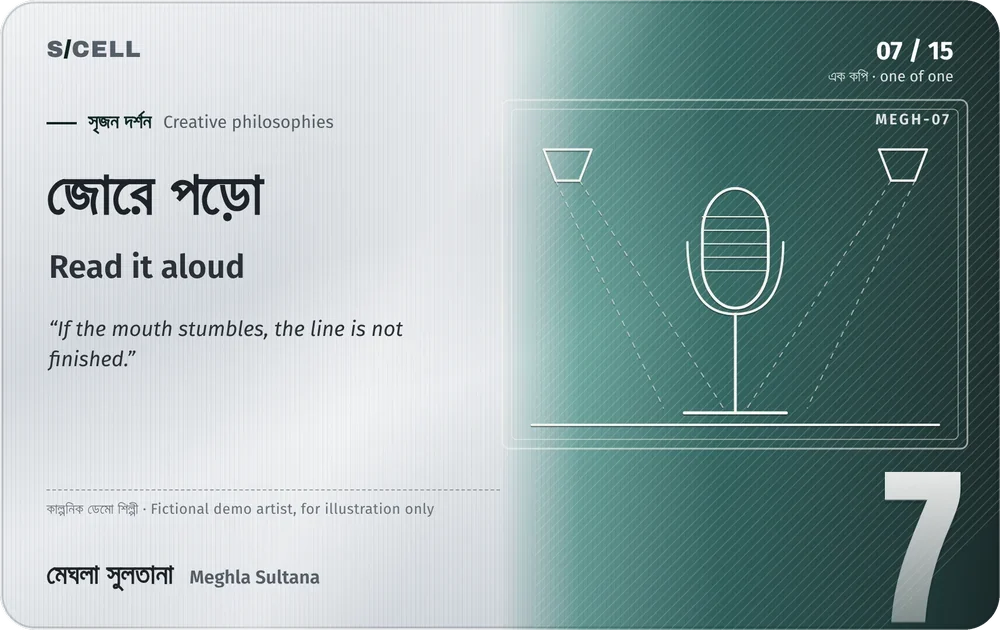 S/CELL
07 / 15
এক কপি · one of one
সৃজন দর্শন Creative philosophies
MEGH-07
জোরে পড়ো
Read it aloud
“If the mouth stumbles, the line is not
finished.”
কাল্পনিক ডেমো শিল্পী · Fictional demo artist, for illustration only
মেঘলা সুলতানা Meghla Sultana
7